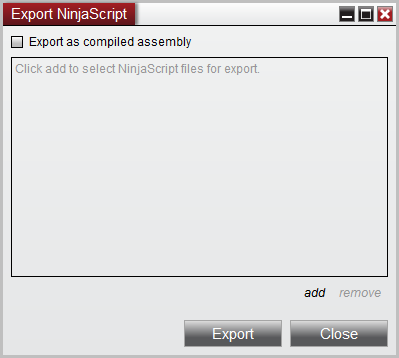 Export NinjaScript
Export as compiled assembly
Click add to select NinjaScript files for export.
add remove
Export Close